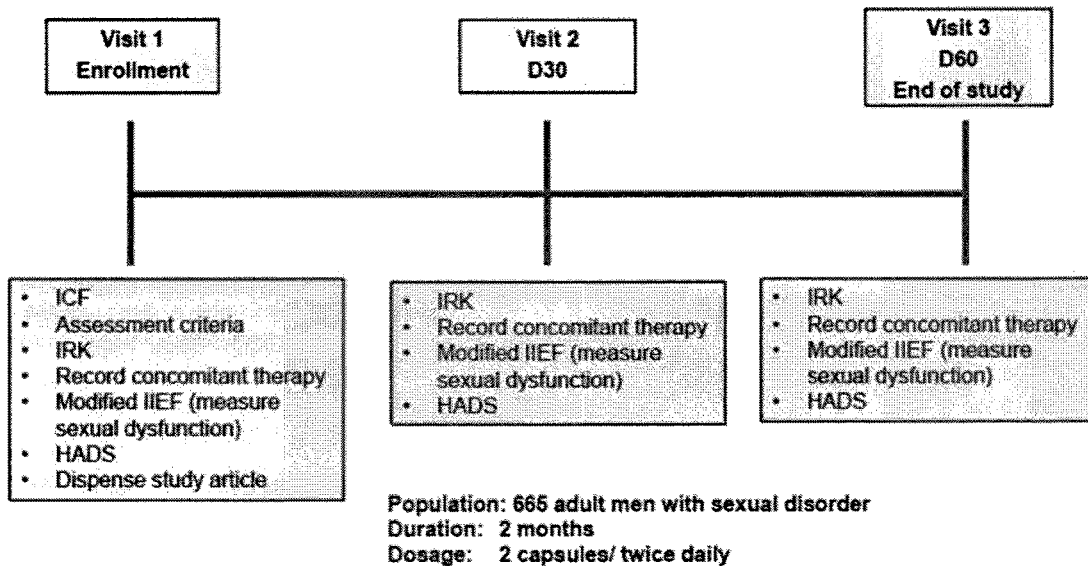 Visit 1
Enrollment
Visit 2
D30
Visit 3
D60
End of study
• ICF
• Assessment criteria
• IRK
• Record concomitant therapy
• Modified IIEF (measure
sexual dysfunction)
• HADS
• Dispense study article
• IRK
• Record concomitant therapy
• Modified IIEF (measure
sexual dysfunction)
• HADS
• IRK
• Record concomitant therapy
• Modified IIEF (measure
sexual dysfunction)
• HADS
Population: 665 adult men with sexual disorder
Duration: 2 months
Dosage: 2 capsules/ twice daily